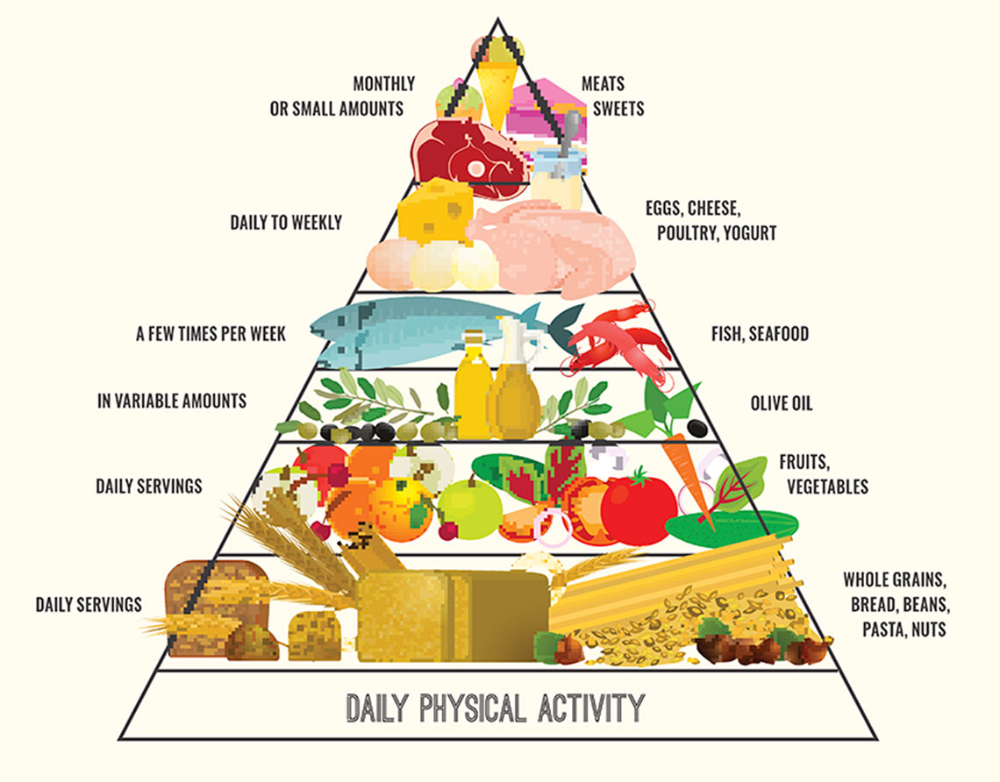 MONTHLY
OR SMALL AMOUNTS
MEATS
SWEETS
DAILY TO WEEKLY
EGGS, CHEESE,
POULTRY, YOGURT
A FEW TIMES PER WEEK
FISH, SEAFOOD
IN VARIABLE AMOUNTS
OLIVE OIL
DAILY SERVINGS
FRUITS,
VEGETABLES
DAILY SERVINGS
WHOLE GRAINS,
BREAD, BEANS,
PASTA, NUTS
DAILY PHYSICAL ACTIVITY